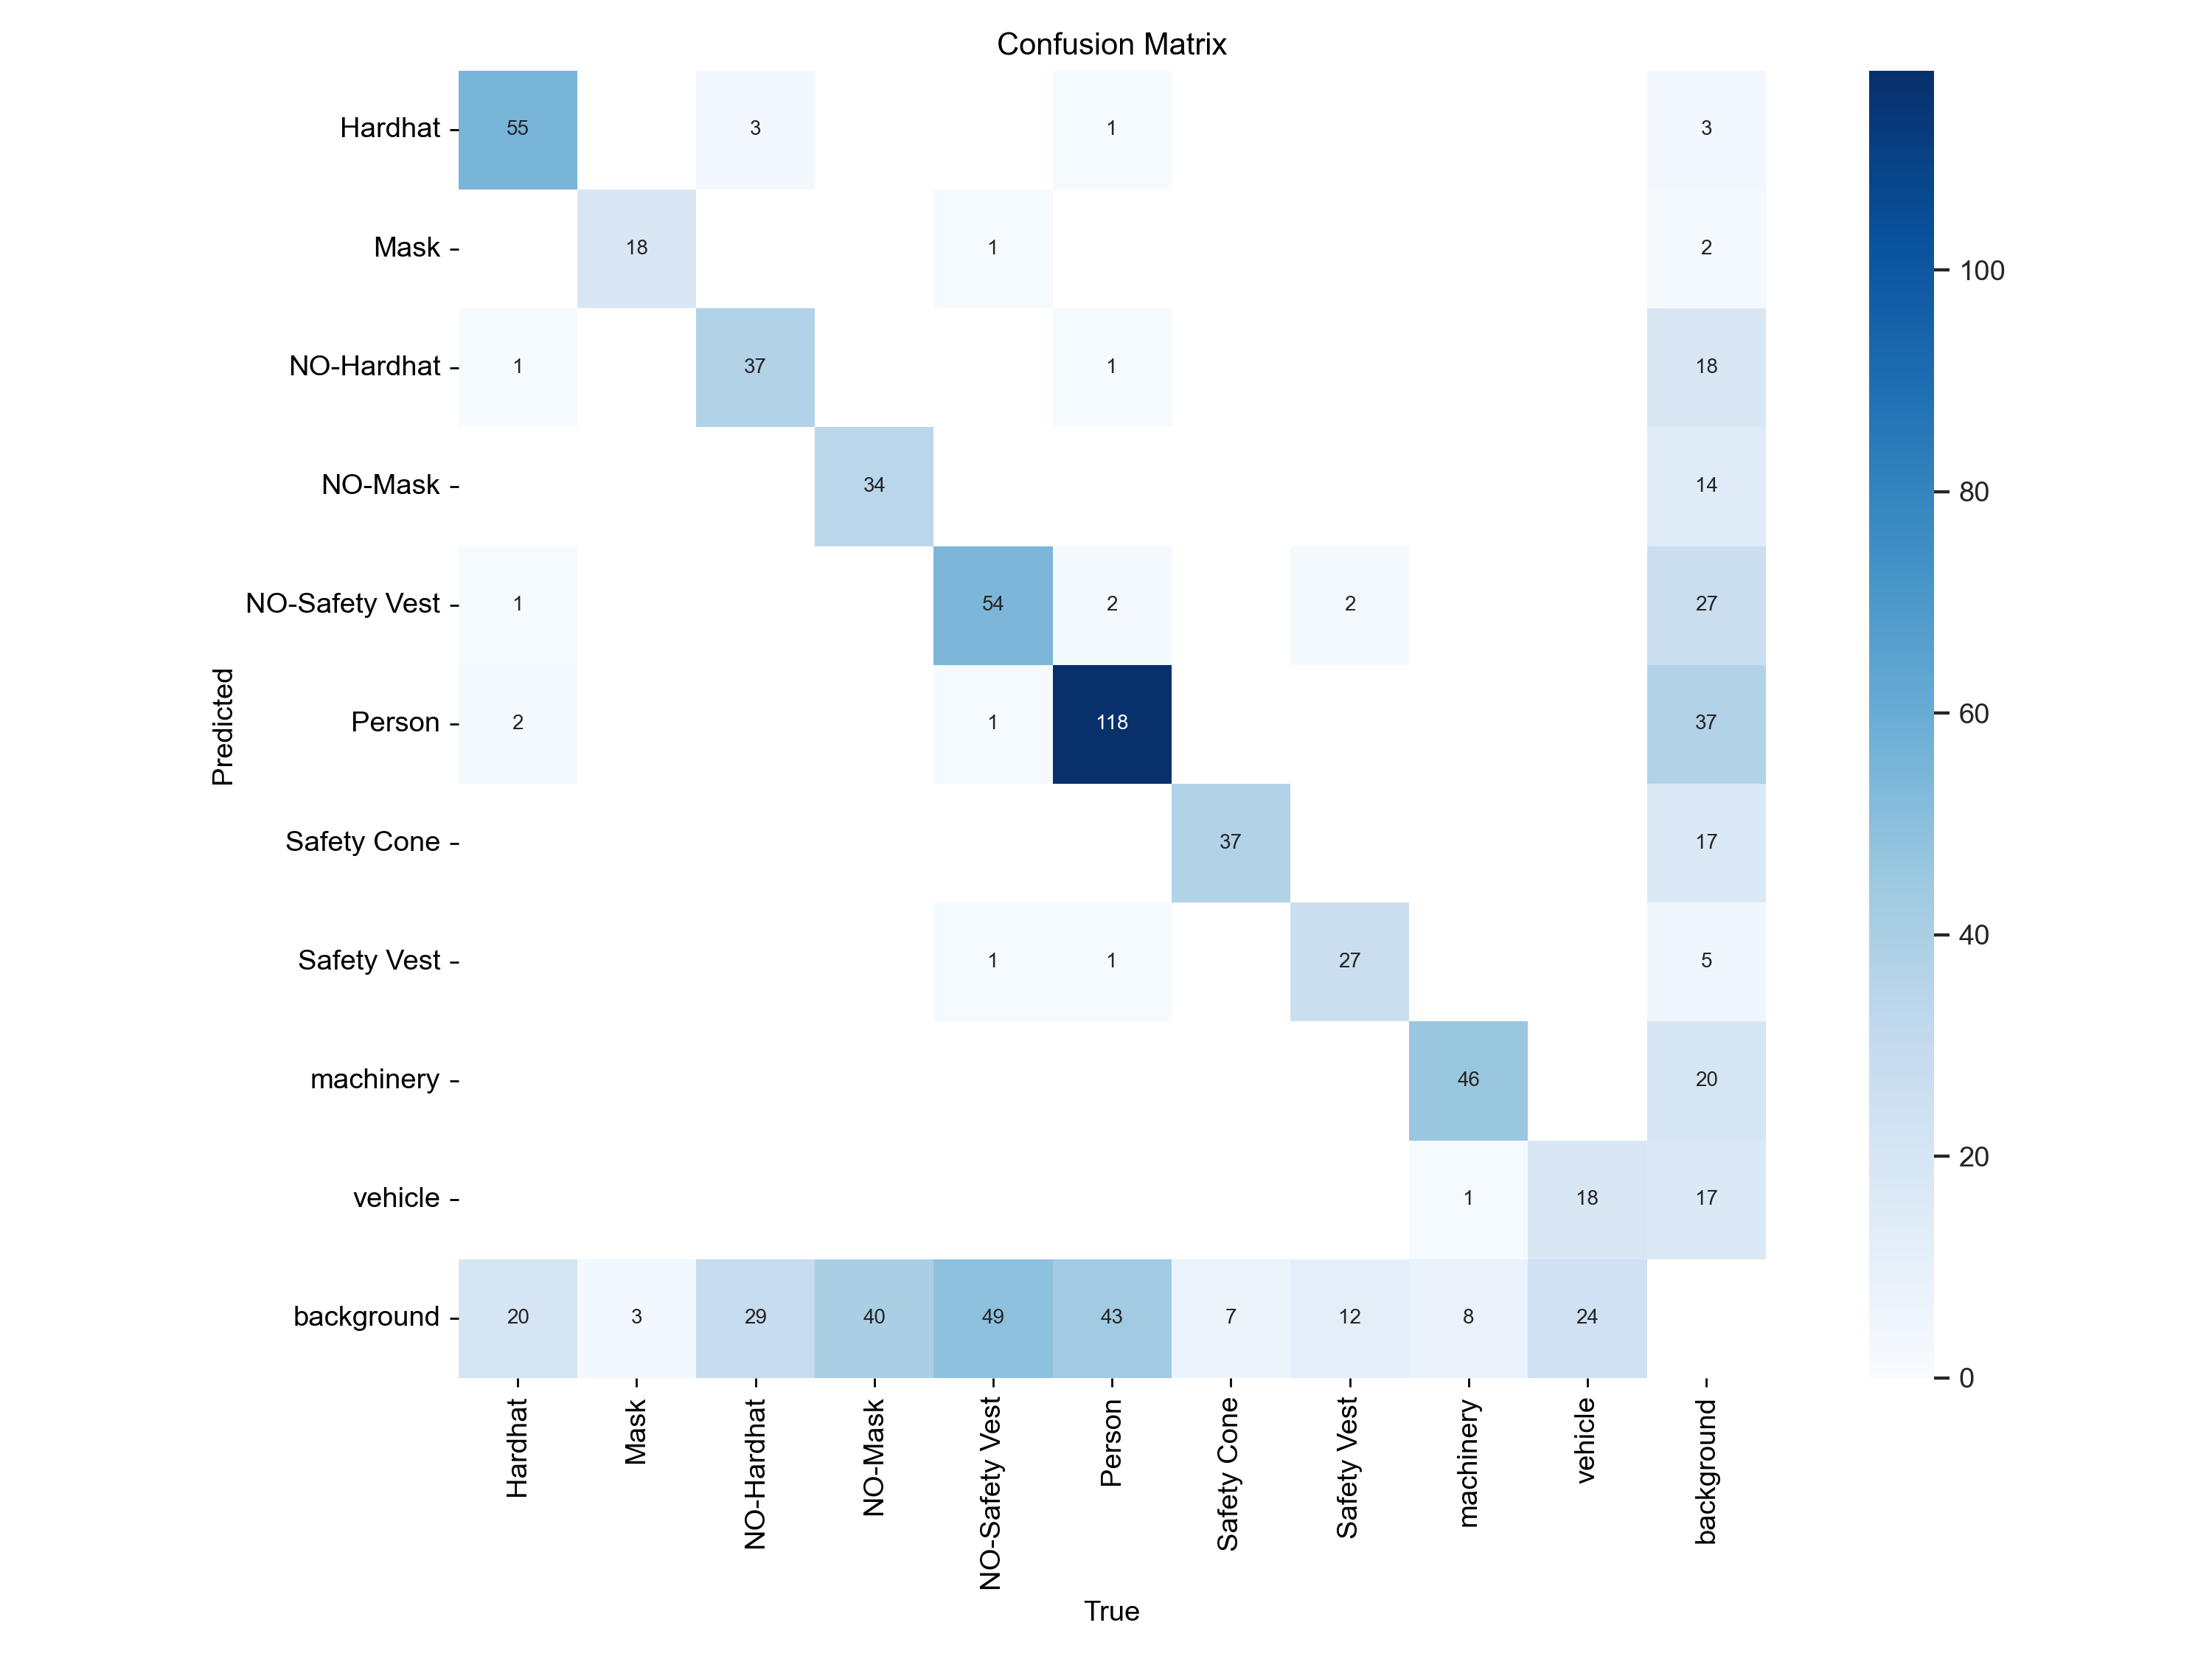 Confusion Matrix
Hardhat 55 3 1 3
Mask 18 1 2
100
NO-Hardhat 1 37 1 18
NO-Mask 34 14
80
NO-Safety Vest 1 54 2 27
60
Predicted
Person 2 1 118 37
Safety Cone 37 17
Safety Vest 1 1 27 5
40
machinery 46 20
20
vehicle 1 18 17
background 20 3 29 40 49 43 7 12 8 24
0
Hardhat
Mask
NO-Hardhat
NO-Mask
NO-Safety Vest
Person
Safety Cone
Safety Vest
machinery
vehicle
background
True